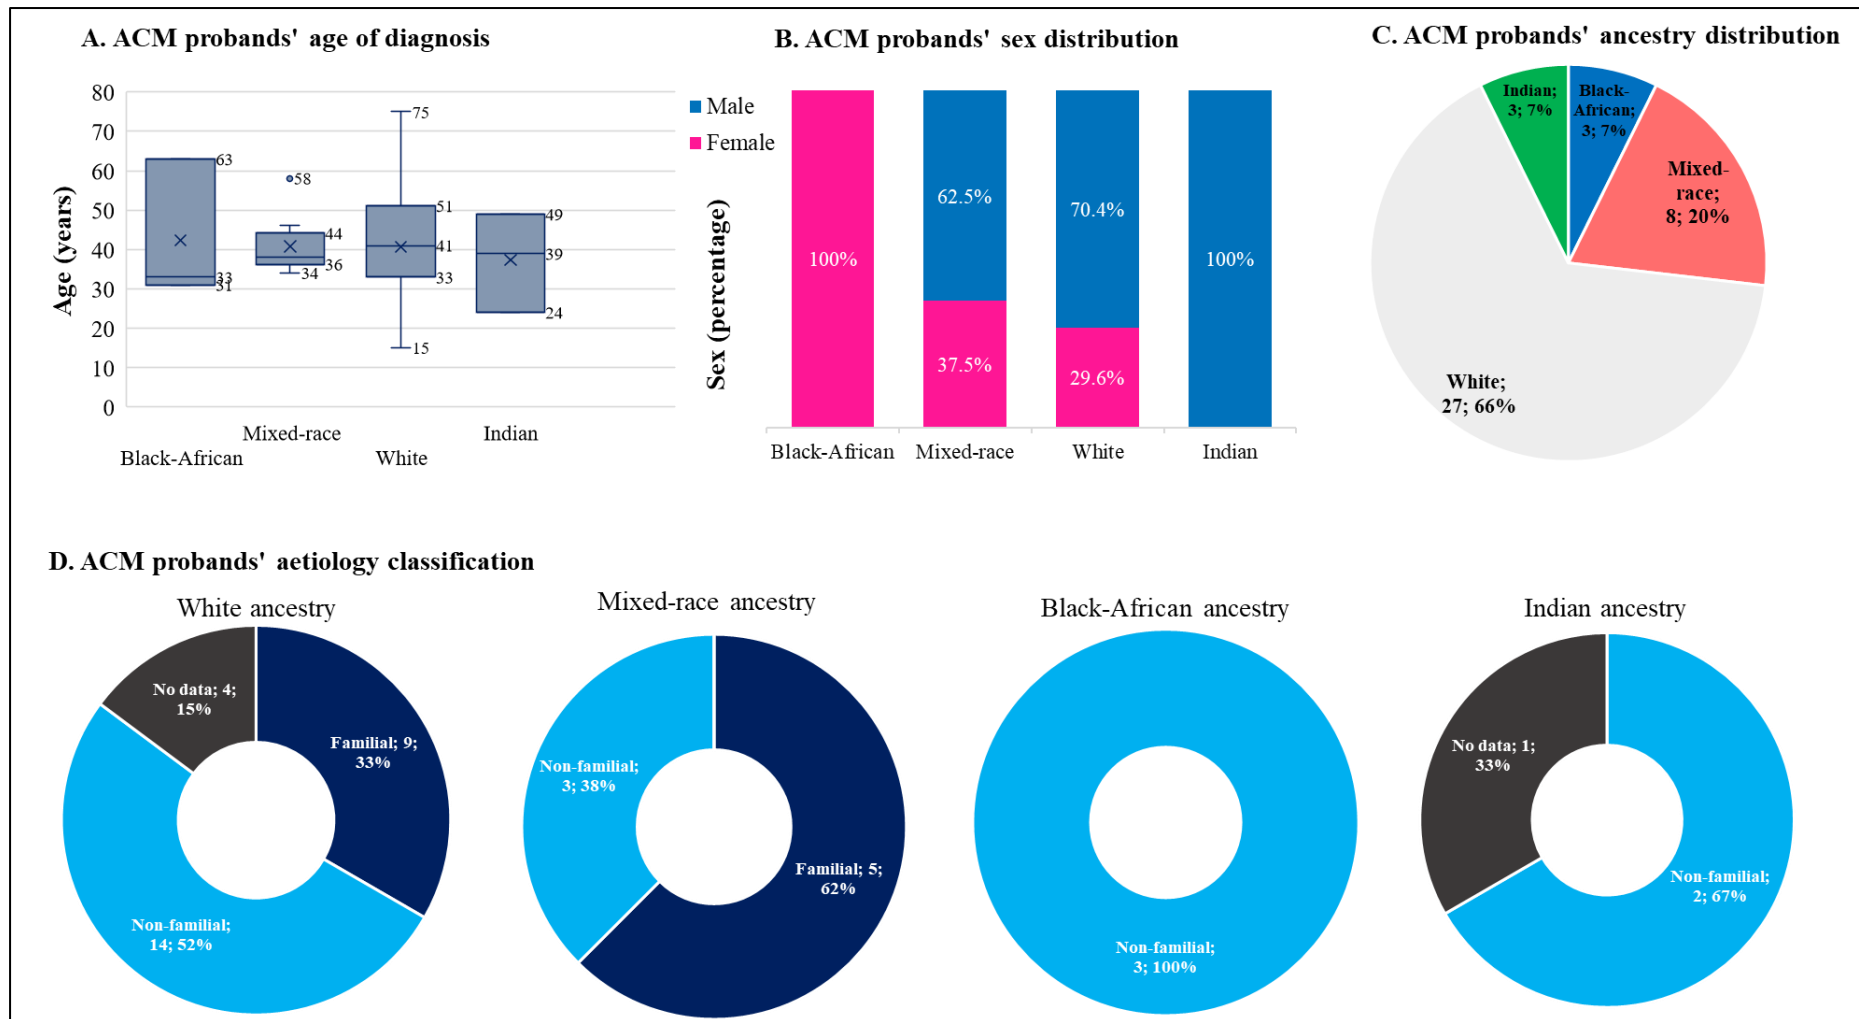 A. ACM probands' age of diagnosis
80
70
60
50
40
30
20
10
0
Age (years)
63
33
31
58
44
36
34
75
51
41
33
15
49
39
24
Black-African
Mixed-race
White
Indian
B. ACM probands' sex distribution
Male
Female
Sex (percentage)
100%
62.5%
37.5%
70.4%
29.6%
100%
Black-African
Mixed-race
White
Indian
C. ACM probands' ancestry distribution
Indian;
3; 7%
Black-
African;
3; 7%
Mixed-
race;
8; 20%
White;
27; 66%
D. ACM probands' aetiology classification
White ancestry
No data; 4;
15%
Familial; 9;
33%
Non-familial;
14; 52%
Mixed-race ancestry
Non-familial;
3; 38%
Familial; 5;
62%
Black-African ancestry
Non-familial;
3; 100%
Indian ancestry
No data; 1;
33%
Non-familial;
2; 67%